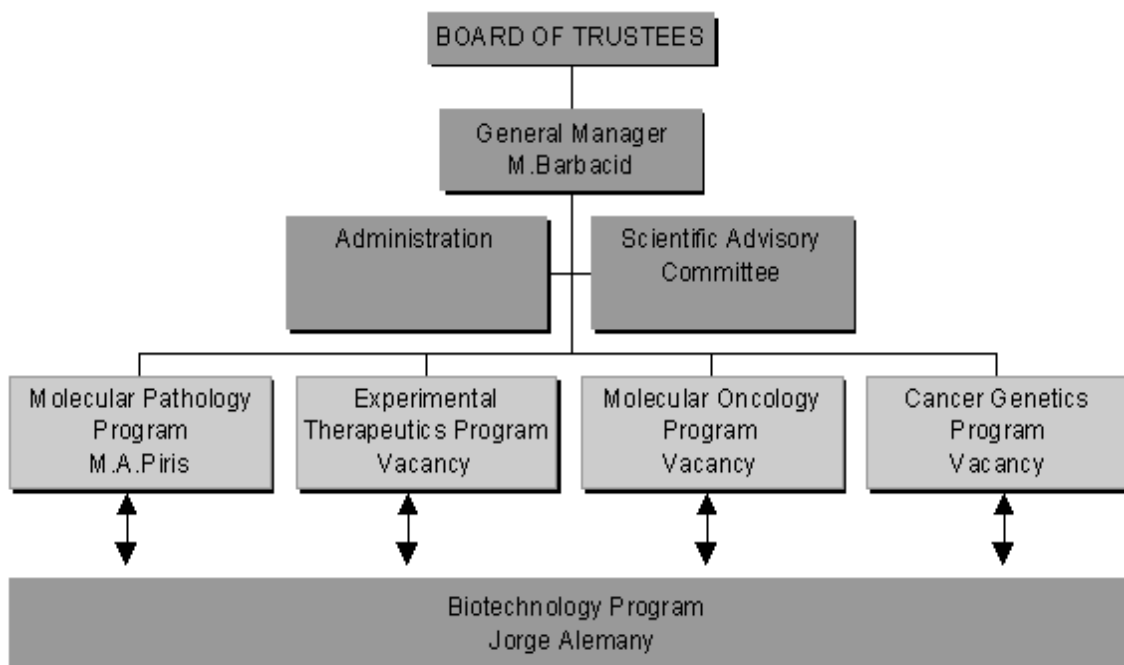 BOARD OF TRUSTEES
General Manager
M.Barbacid
Administration
Scientific Advisory
Committee
Molecular Pathology
Program
M.A.Piris
Experimental
Therapeutics Program
Vacancy
Molecular Oncology
Program
Vacancy
Cancer Genetics
Program
Vacancy
Biotechnology Program
Jorge Alemany